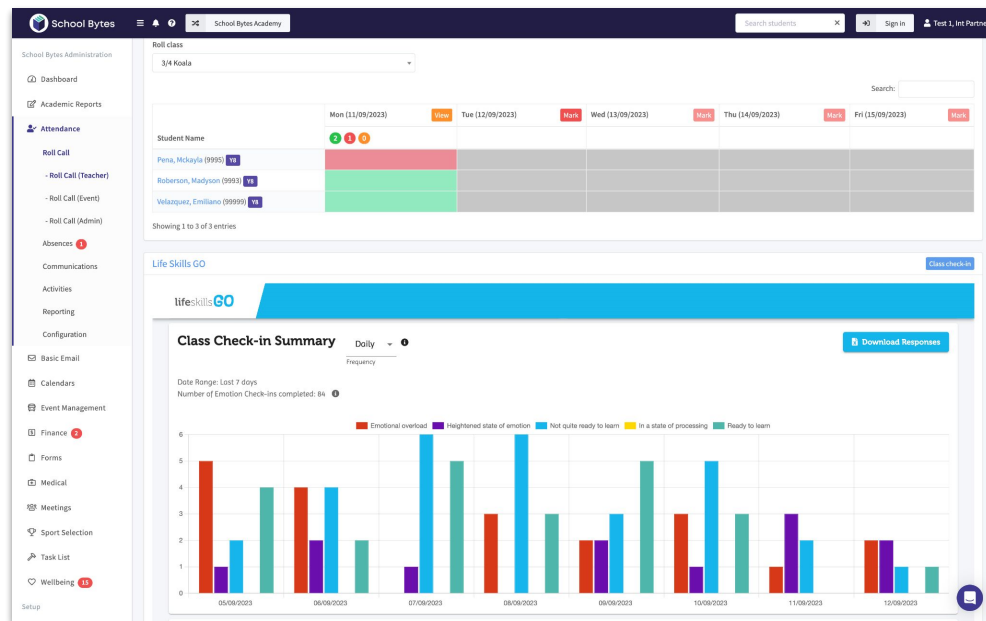 School Bytes
School Bytes Academy
Search students
Sign in
Test 1, Int Partne
School Bytes Administration
Dashboard
Academic Reports
Attendance
Roll Call
- Roll Call (Teacher)
- Roll Call (Event)
- Roll Call (Admin)
Absences 1
Communications
Activities
Reporting
Configuration
Basic Email
Calendars
Event Management
Finance 2
Forms
Medical
Meetings
Sport Selection
Task List
Wellbeing 15
Setup
Roll class
3/4 Koala
Search:
Mon (11/09/2023) View Tue (12/09/2023) Mark Wed (13/09/2023) Mark Thu (14/09/2023) Mark Fri (15/09/2023) Mark
Student Name 2 1 0
Pena, Mckayla (9995) Y8
Roberson, Madyson (9993) Y8
Velazquez, Emiliano (99999) Y8
Showing 1 to 3 of 3 entries
Life Skills GO Class check-in
lifeskillsGO
Class Check-in Summary Daily Download Responses
Frequency
Date Range: Last 7 days
Number of Emotion Check-Ins completed: 84
Emotional overload Heightened state of emotion Not quite ready to learn In a state of processing Ready to learn
6
5
4
3
2
1
0
05/09/2023 06/09/2023 07/09/2023 08/09/2023 09/09/2023 10/09/2023 11/09/2023 12/09/2023